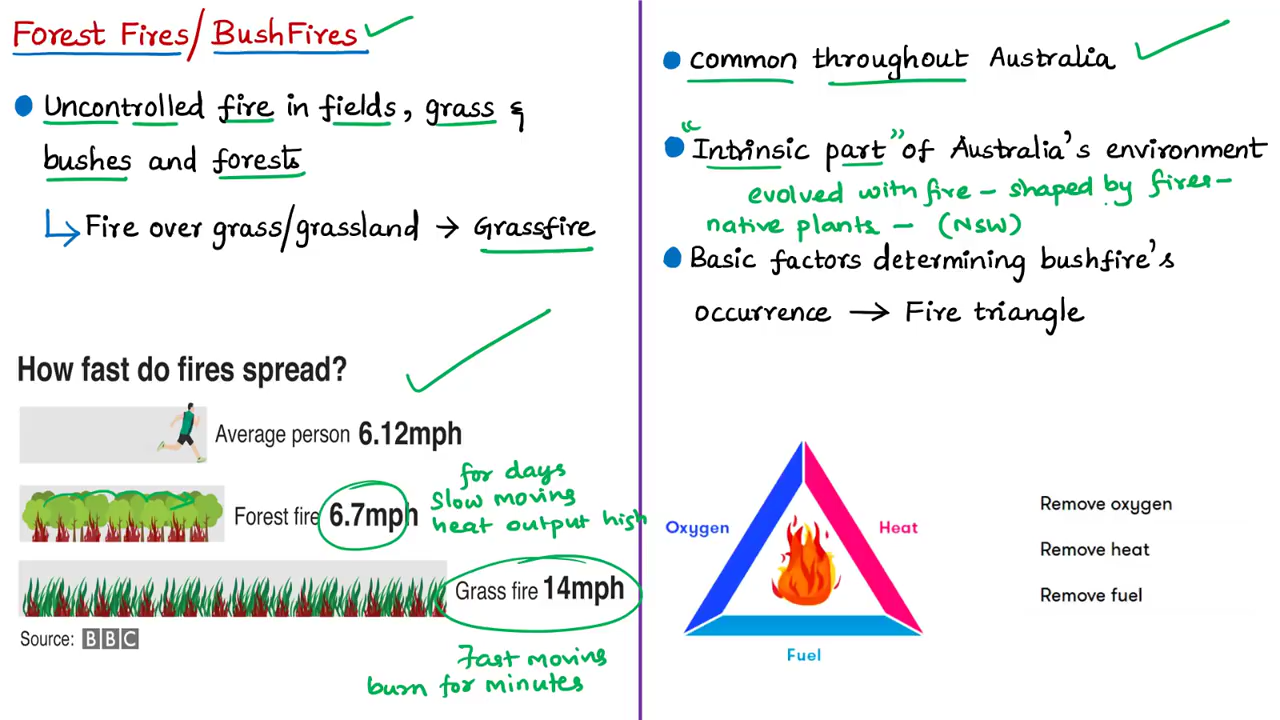 Forest Fires/BushFires
Uncontrolled fire in fields, grass &
bushes and forests
Fire over grass/grassland → Grassfire
How fast do fires spread?
Average person 6.12mph
for days
Slow moving
heat output high
Forest fire 6.7mph
Grass fire 14mph
Source: BBC
Fast moving
burn for minutes
common throughout Australia
"Intrinsic part" of Australia's environment
evolved with fire – shaped by fires –
native plants – (NSW)
Basic factors determining bushfire's
occurrence → Fire triangle
Oxygen
Heat
Fuel
Remove oxygen
Remove heat
Remove fuel